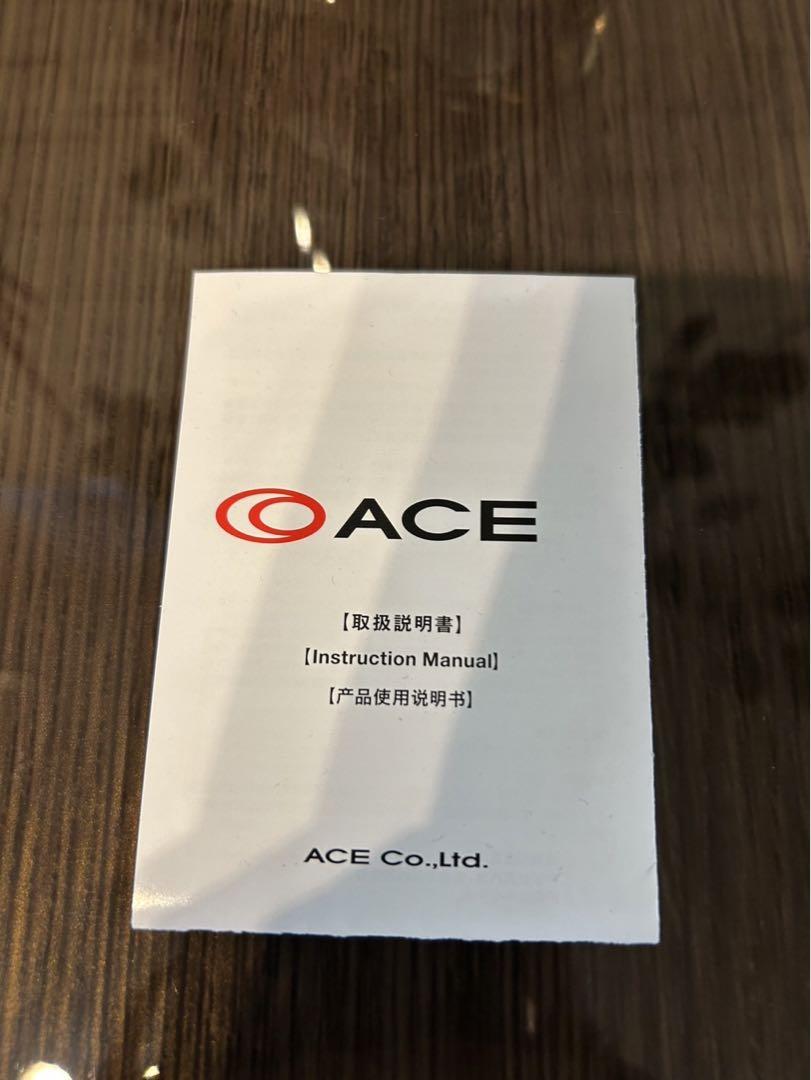 ACE
【取扱説明書】
【Instruction Manual】
【产品使用说明书】
ACE Co.,Ltd.